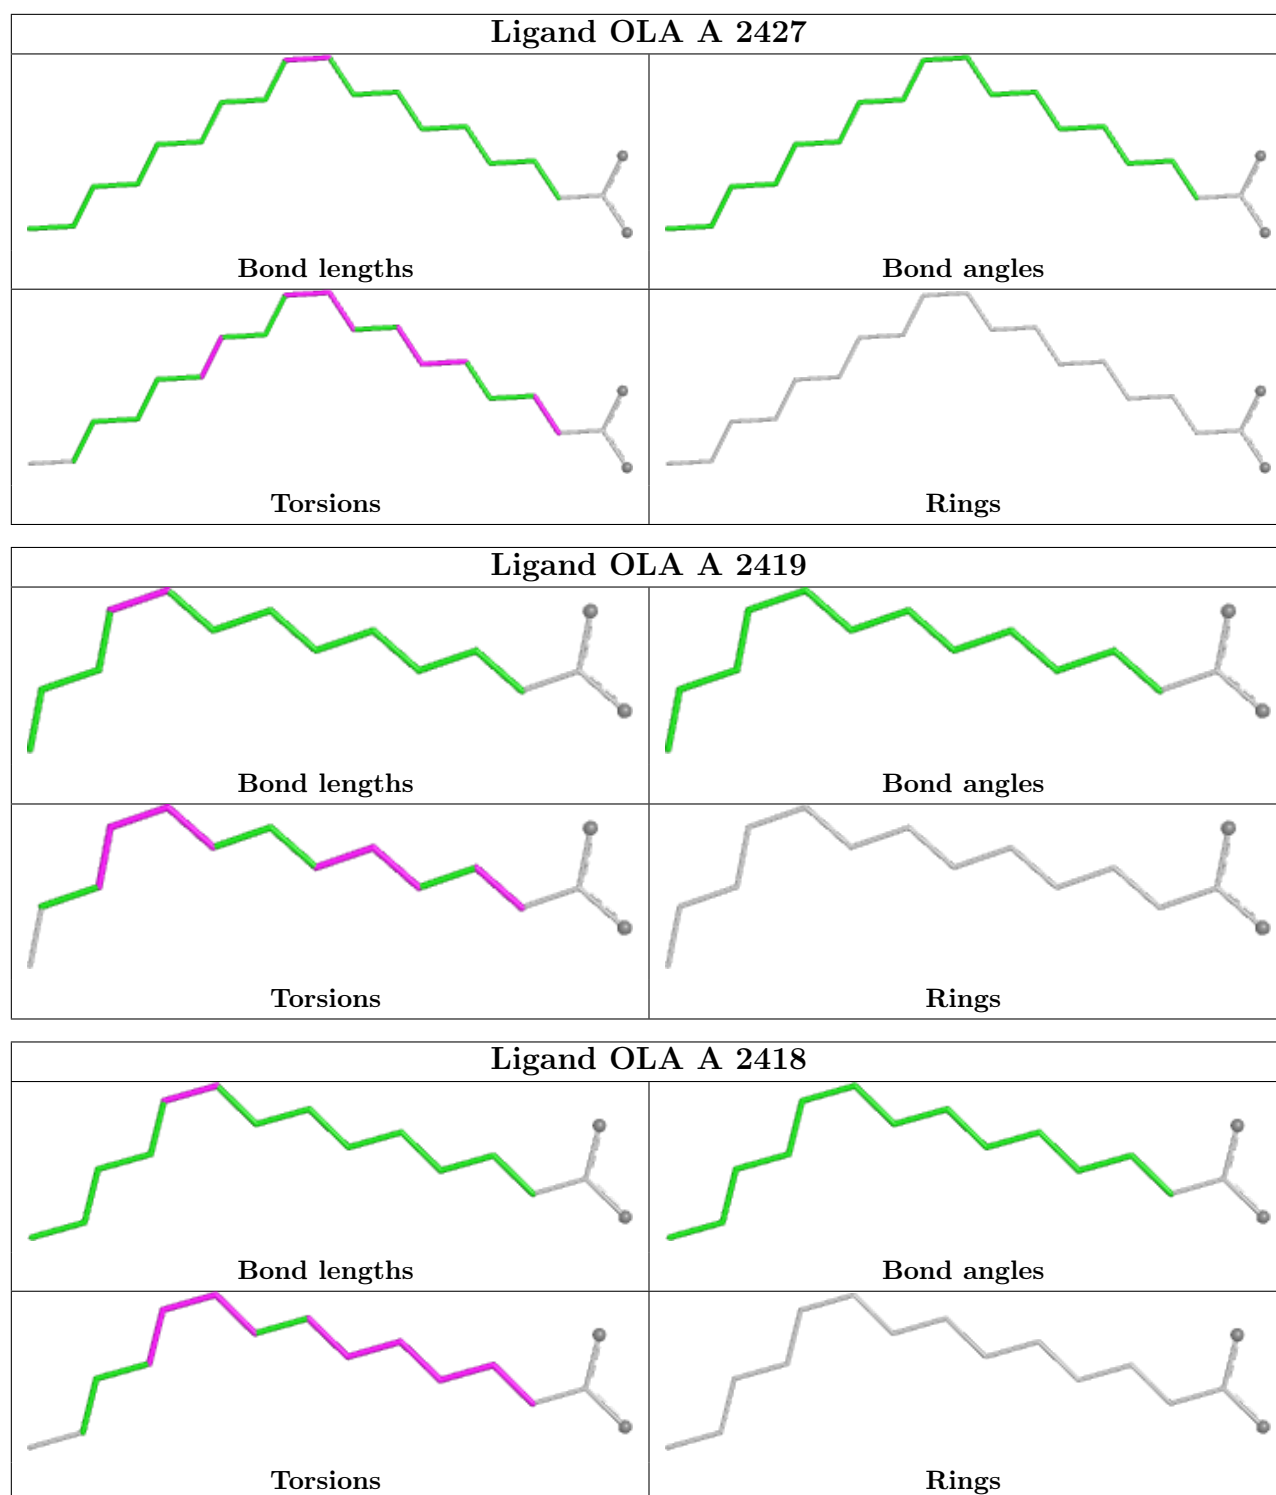 Ligand OLA A 2427
Bond lengths
Bond angles
Torsions
Rings
Ligand OLA A 2419
Bond lengths
Bond angles
Torsions
Rings
Ligand OLA A 2418
Bond lengths
Bond angles
Torsions
Rings